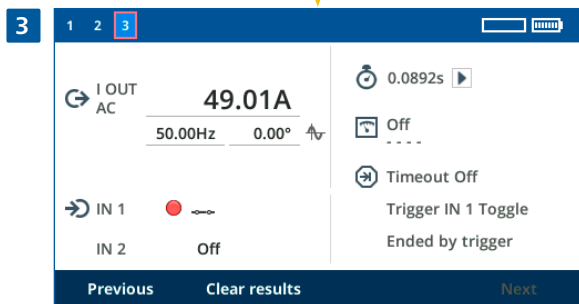 3
1 2 3
I OUT
AC
49.01A
50.00Hz 0.00°
IN 1
IN 2 Off
0.0892s
Off
- - - -
Timeout Off
Trigger IN 1 Toggle
Ended by trigger
Previous Clear results Next